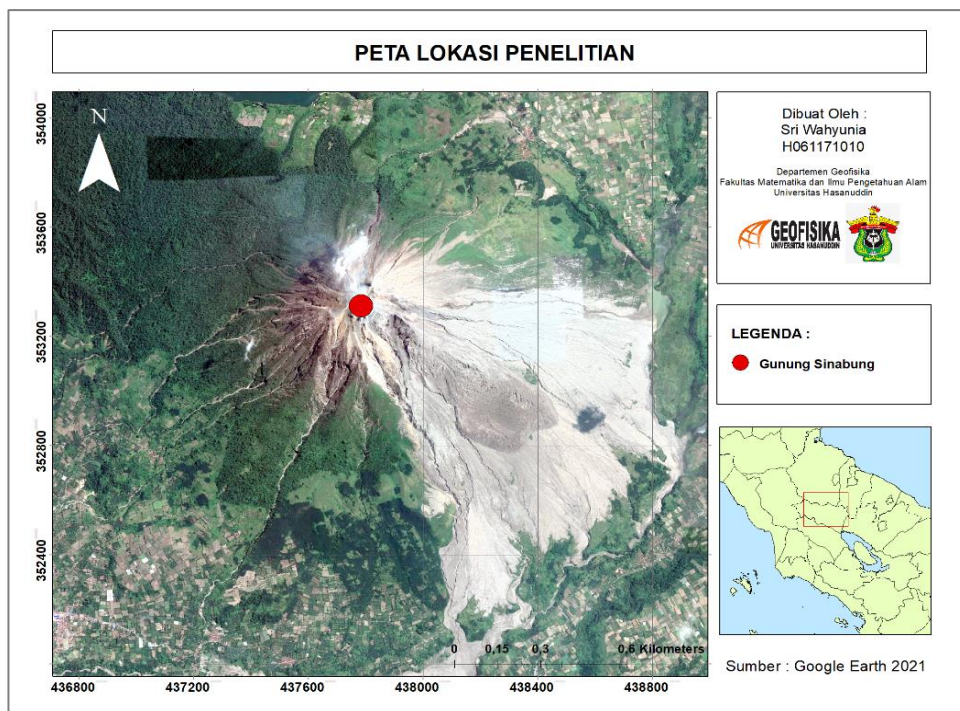 PETA LOKASI PENELITIAN
N
354000
353600
353200
352800
352400
436800
437200
437600
438000
438400
438800
0
0,15
0,3
0,6 Kilometers
Dibuat Oleh :
Sri Wahyunia
H061171010
Departemen Geofisika
Fakultas Matematika dan Ilmu Pengetahuan Alam
Universitas Hasanuddin
GEOFISIKA
UNIVERSITAS HASANUDDIN
LEGENDA :
Gunung Sinabung
Sumber : Google Earth 2021